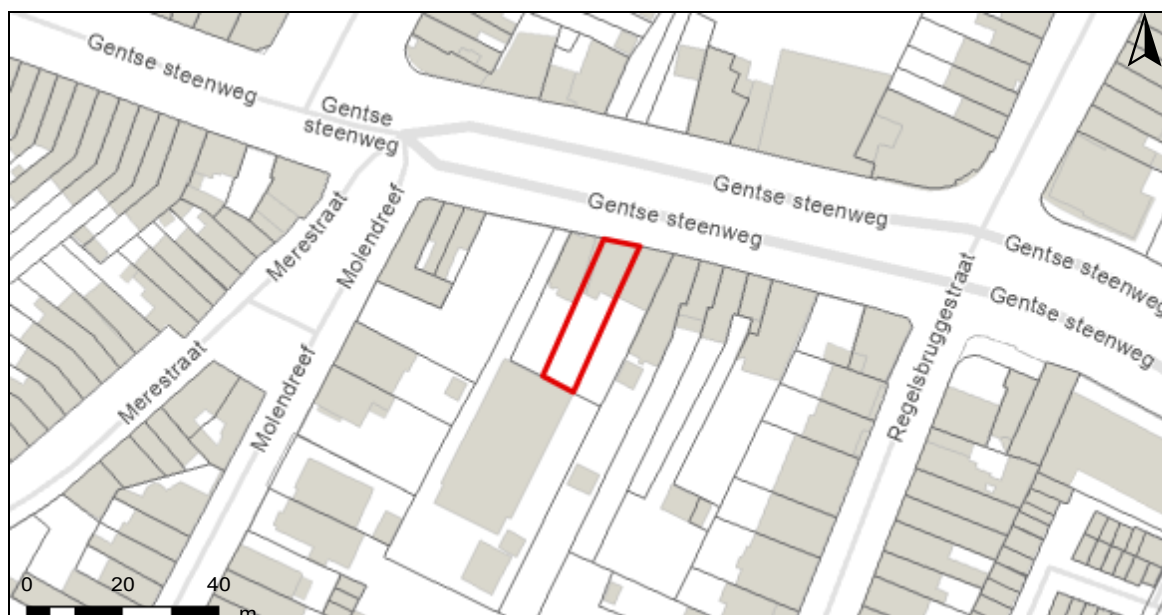 Gentse steenweg
Gentse
steenweg
Gentse steenweg
Gentse steenweg
Gentse steenweg
Gentse steenweg
Merestraat
Molendreef
Merestraat
Molendreef
Regelsbruggestraat
0 20 40
m